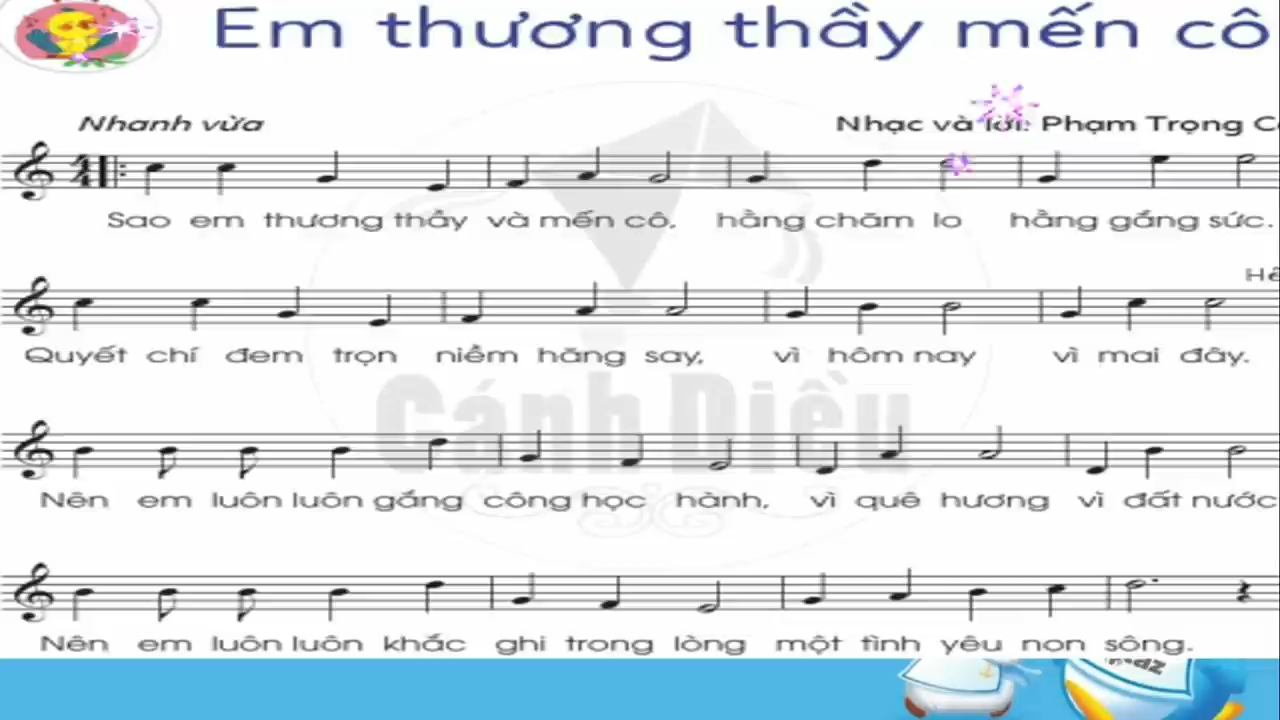 Em thương thầy mến cô
Nhanh vừa
Nhạc và lời: Phạm Trọng C
Sao em thương thầy và mến cô, hằng chăm lo hằng gắng sức.
Quyết chí đem trọn niềm hăng say, vì hôm nay vì mai đây.
Cánh Diều
Nên em luôn luôn gắng công học hành, vì quê hương vì đất nước
Nên em luôn luôn khắc ghi trong lòng một tình yêu non sông.